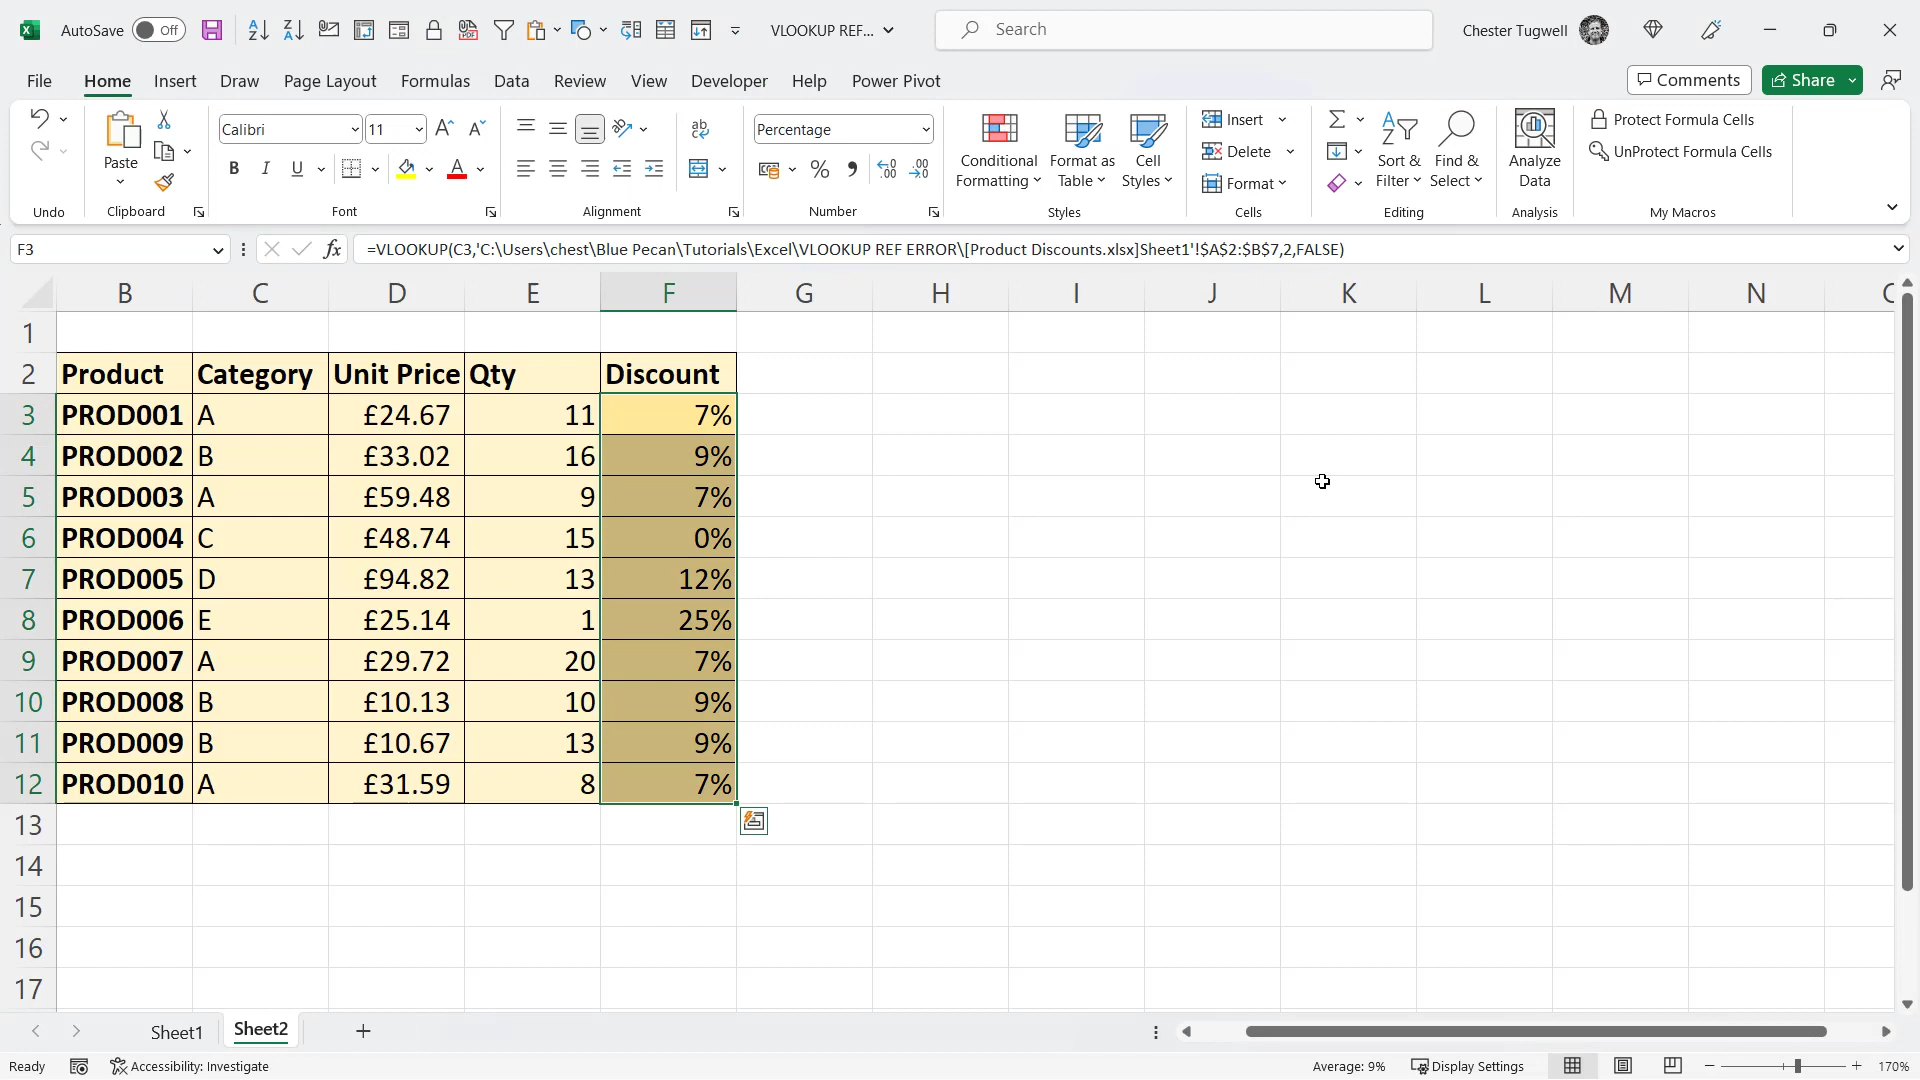 AutoSave Off VLOOKUP REF... Search Chester Tugwell
File Home Insert Draw Page Layout Formulas Data Review View Developer Help Power Pivot Comments Share
Calibri 11 Percentage Insert Protect Formula Cells
Paste Conditional Formatting Format as Table Cell Styles Delete Sort & Filter Find & Select Analyze Data UnProtect Formula Cells
B I U Format
Undo Clipboard Font Alignment Number Styles Cells Editing Analysis My Macros
F3 fx =VLOOKUP(C3,'C:\Users\chest\Blue Pecan\Tutorials\Excel\VLOOKUP REF ERROR\[Product Discounts.xlsx]Sheet1'!$A$2:$B$7,2,FALSE)
B C D E F G H I J K L M N
1
2 Product Category Unit Price Qty Discount
3 PROD001 A £24.67 11 7%
4 PROD002 B £33.02 16 9%
5 PROD003 A £59.48 9 7%
6 PROD004 C £48.74 15 0%
7 PROD005 D £94.82 13 12%
8 PROD006 E £25.14 1 25%
9 PROD007 A £29.72 20 7%
10 PROD008 B £10.13 10 9%
11 PROD009 B £10.67 13 9%
12 PROD010 A £31.59 8 7%
13
14
15
16
17
Sheet1 Sheet2
Ready Accessibility: Investigate Average: 9% Display Settings 170%